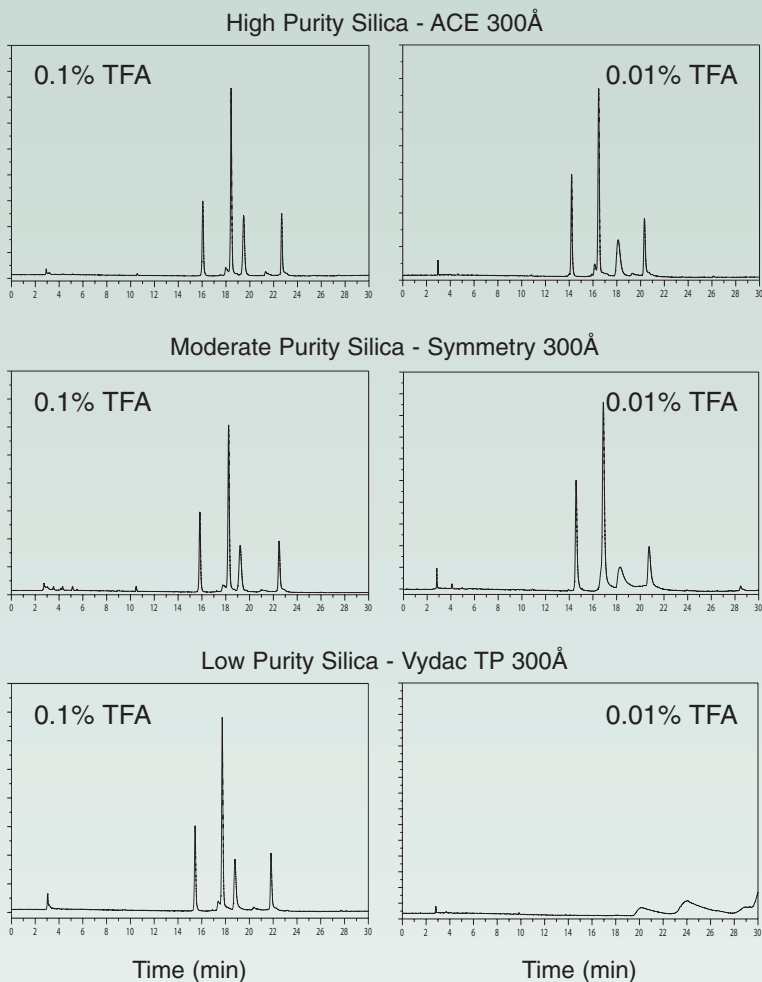 High Purity Silica - ACE 300Å
0.1% TFA
0.01% TFA
0 2 4 6 8 10 12 14 16 18 20 22 24 26 28 30
0 2 4 6 8 10 12 14 16 18 20 22 24 26 28 30
Moderate Purity Silica - Symmetry 300Å
0.1% TFA
0.01% TFA
0 2 4 6 8 10 12 14 16 18 20 22 24 26 28 30
0 2 4 6 8 10 12 14 16 18 20 22 24 26 28 30
Low Purity Silica - Vydac TP 300Å
0.1% TFA
0.01% TFA
0 2 4 6 8 10 12 14 16 18 20 22 24 26 28 30
0 2 4 6 8 10 12 14 16 18 20 22 24 26 28 30
Time (min)
Time (min)